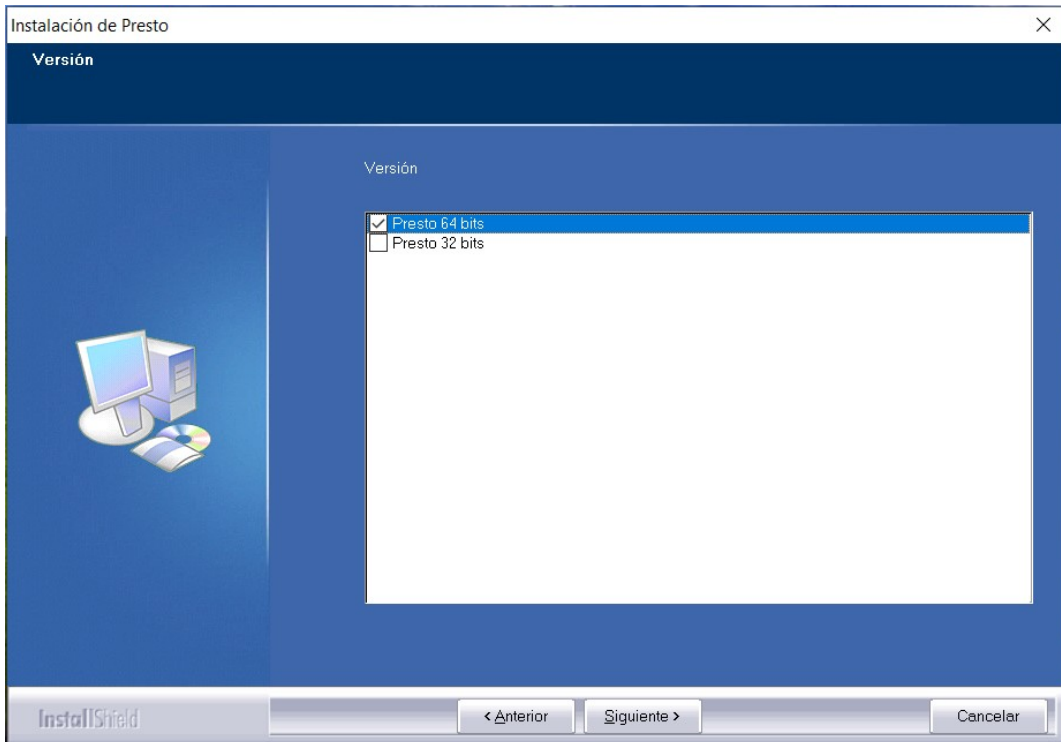 Instalación de Presto
Versión
Versión
Presto 64 bits
Presto 32 bits
InstallShield
< Anterior
Siguiente >
Cancelar